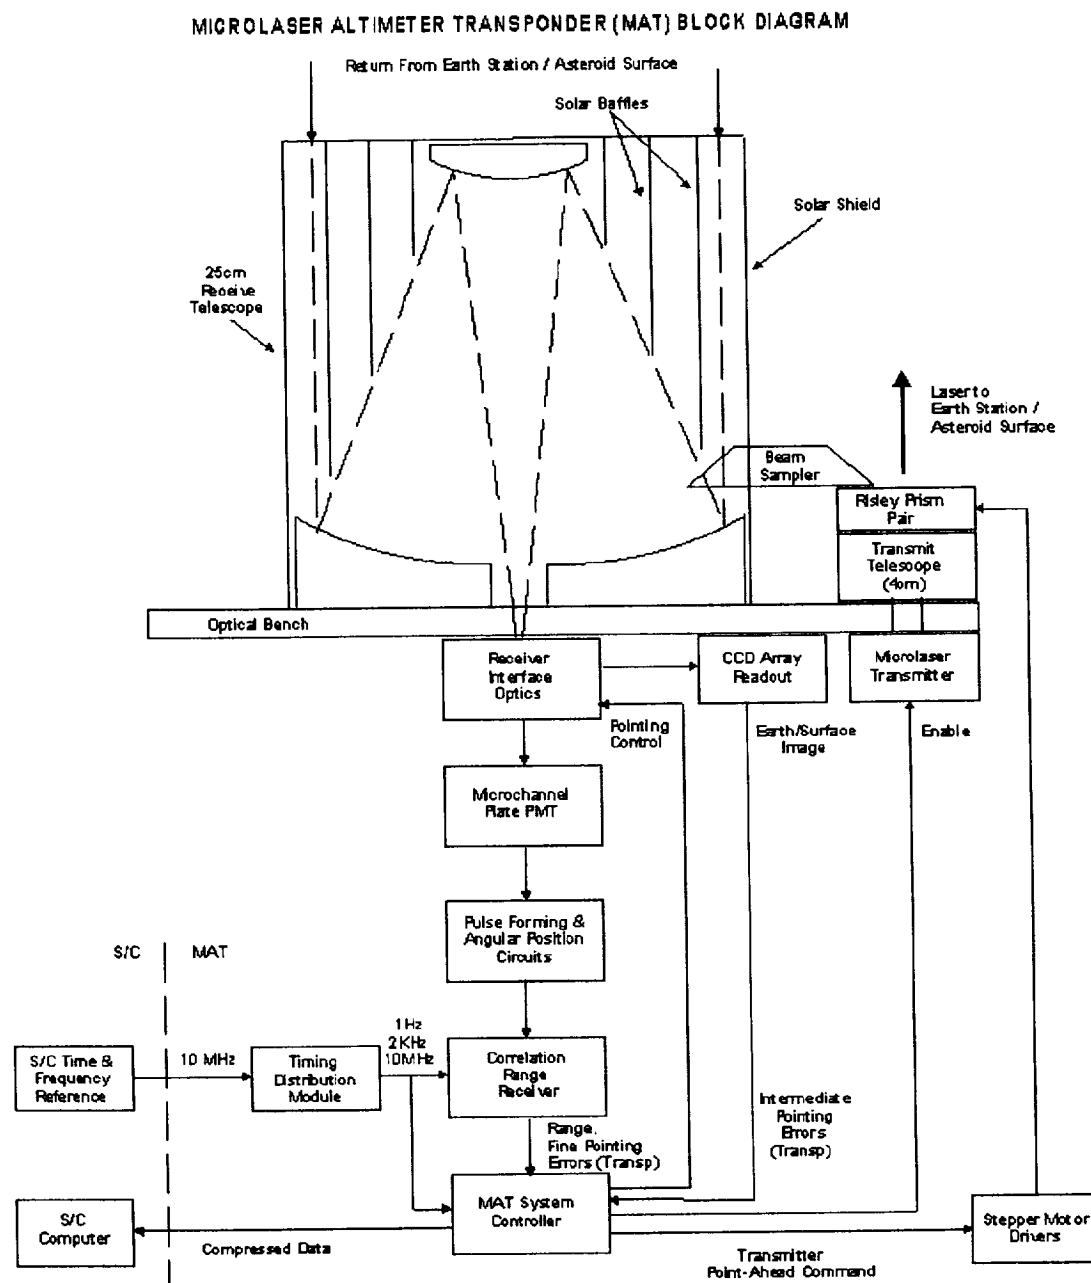 MICROLASER ALTIMETER TRANSPONDER (MAT) BLOCK DIAGRAM
Return From Earth Station / Asteroid Surface
Solar Baffles
Solar Shield
25cm
Receive
Telescope
Laser to
Earth Station /
Asteroid Surface
Beam
Sampler
Risley Prism
Pair
Transmit
Telescope
(4cm)
Optical Bench
Receiver
Interface
Optics
CCD Array
Readout
Microlaser
Transmitter
Pointing
Control
Earth/Surface
Image
Enable
Microchannel
Plate PMT
Pulse Forming &
Angular Position
Circuits
S/C
MAT
1Hz
2KHz
10MHz
S/C Time &
Frequency
Reference
10 MHz
Timing
Distribution
Module
Correlation
Range
Receiver
Intermediate
Pointing
Errors
(Transp)
Range,
Fine Pointing
Errors (Transp)
MAT System
Controller
S/C
Computer
Compressed Data
Stepper Motor
Drivers
Transmitter
Point-Ahead Command